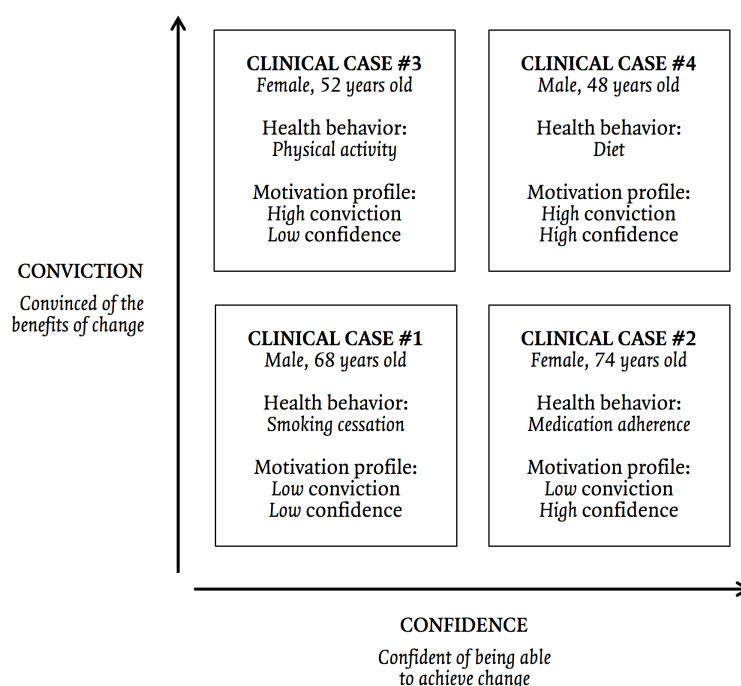 CLINICAL CASE #3
Female, 52 years old
Health behavior:
Physical activity
Motivation profile:
High conviction
Low confidence
CLINICAL CASE #4
Male, 48 years old
Health behavior:
Diet
Motivation profile:
High conviction
High confidence
CONVICTION
Convinced of the
benefits of change
CLINICAL CASE #1
Male, 68 years old
Health behavior:
Smoking cessation
Motivation profile:
Low conviction
Low confidence
CLINICAL CASE #2
Female, 74 years old
Health behavior:
Medication adherence
Motivation profile:
Low conviction
High confidence
CONFIDENCE
Confident of being able
to achieve change